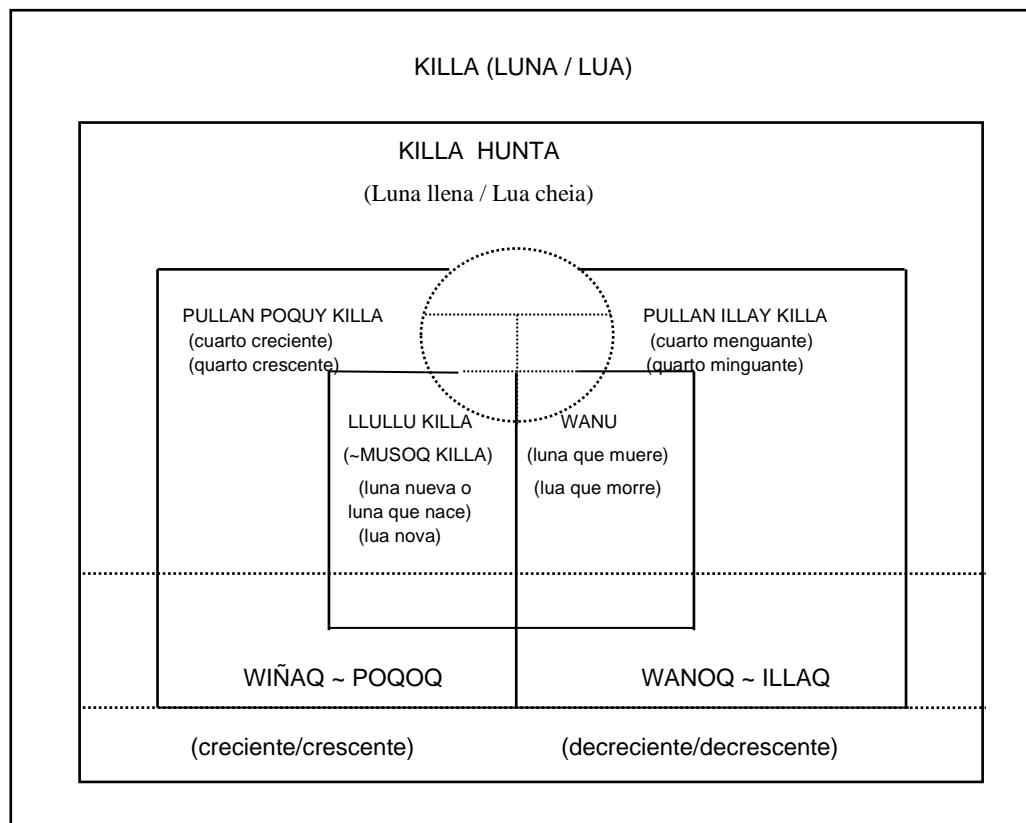 KILLA (LUNA / LUA)
KILLA HUNTA
(Luna llena / Lua cheia)
PULLAN POQUY KILLA
(cuarto creciente)
(quarto crescente)
PULLAN ILLAY KILLA
(cuarto menguante)
(quarto minguante)
LLULLU KILLA
(~MUSOQ KILLA)
(luna nueva o
luna que nace)
(lua nova)
WANU
(luna que muere)
(lua que morre)
WIÑAQ ~ POQOQ
WANOQ ~ ILLAQ
(creciente/crescente)
(decreciente/decrescente)